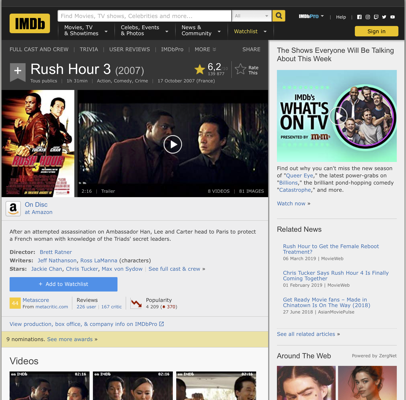 IMDb
Find Movies, TV shows, Celebrities and more...
All
IMDbPro
Help
Movies, TV & Showtimes
Celebs, Events & Photos
News & Community
Watchlist
Sign in
FULL CAST AND CREW | TRIVIA | USER REVIEWS | IMDbPro | MORE
SHARE
Rush Hour 3 (2007)
6,2
Rate This
Tous publics | 1h 31min | Action, Comedy, Crime | 17 October 2007 (France)
RUSH HOUR 3
2:16 | Trailer
9 VIDEOS | 81 IMAGES
On Disc
at Amazon
After an attempted assassination on Ambassador Han, Lee and Carter head to Paris to protect
a French woman with knowledge of the Triads' secret leaders.
Director: Brett Ratner
Writers: Jeff Nathanson, Ross LaManna (characters)
Stars: Jackie Chan, Chris Tucker, Max von Sydow | See full cast & crew »
+ Add to Watchlist
Metascore
From metacritic.com
Reviews
226 user | 167 critic
Popularity
4 209 (370)
View production, box office, & company info on IMDbPro
9 nominations. See more awards »
Videos
02:16
02:16
The Shows Everyone Will Be Talking
About This Week
IMDb's
WHAT'S
ON TV
PRESENTED BY
Find out why you can't miss the new season
of "Queer Eye," the latest power-grabs on
"Billions," the brilliant pond-hopping comedy
"Catastrophe," and more.
Watch now »
Related News
Rush Hour to Get the Female Reboot
Treatment?
06 March 2019 | MovieWeb
Chris Tucker Says Rush Hour 4 Is Finally
Coming Together
01 February 2019 | MovieWeb
Get Ready Movie fans – Made in
Chinatown Is On The Way (2018)
27 June 2018 | AsianMoviePulse
See all related articles »
Around The Web
Powered by ZergNet